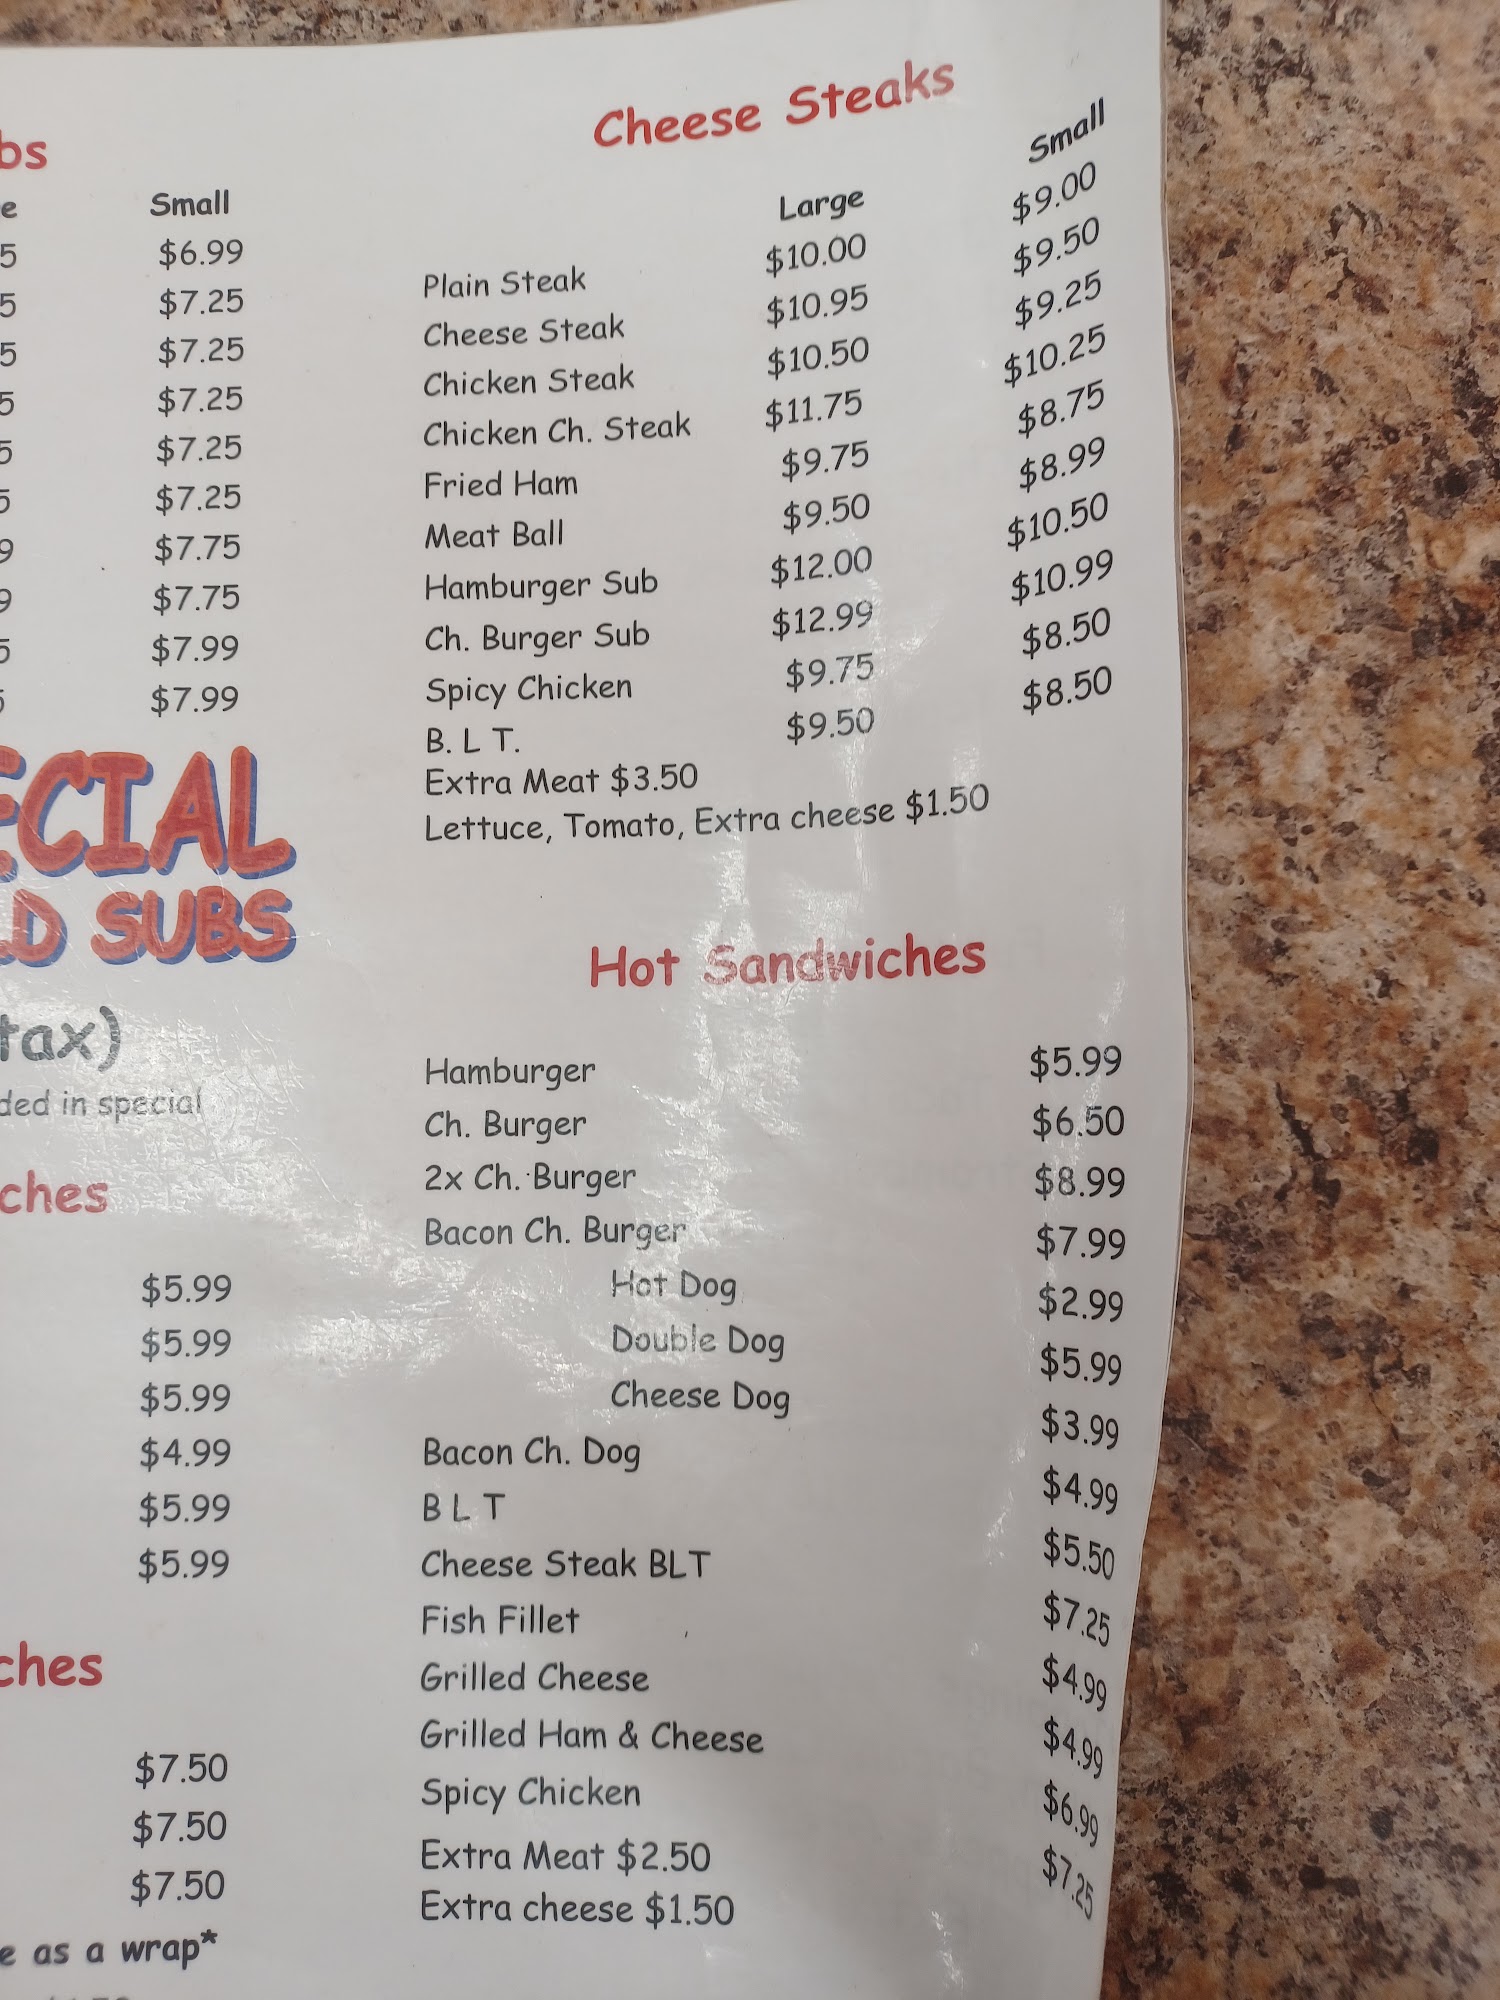 bs
e Small
5 $6.99
5 $7.25
5 $7.25
5 $7.25
5 $7.25
5 $7.25
9 $7.75
9 $7.75
5 $7.99
5 $7.99
ECIAL
LD SUBS
tax)
ded in special
ches
$5.99
$5.99
$5.99
$4.99
$5.99
$5.99
ches
$7.50
$7.50
$7.50
e as a wrap*
Cheese Steaks
Large Small
Plain Steak $10.00 $9.00
Cheese Steak $10.95 $9.50
Chicken Steak $10.50 $9.25
Chicken Ch. Steak $11.75 $10.25
Fried Ham $9.75 $8.75
Meat Ball $9.50 $8.99
Hamburger Sub $12.00 $10.50
Ch. Burger Sub $12.99 $10.99
Spicy Chicken $9.75 $8.50
B. L T. $9.50 $8.50
Extra Meat $3.50
Lettuce, Tomato, Extra cheese $1.50
Hot Sandwiches
Hamburger $5.99
Ch. Burger $6.50
2x Ch. Burger $8.99
Bacon Ch. Burger $7.99
Hot Dog $2.99
Double Dog $5.99
Cheese Dog $3.99
Bacon Ch. Dog $4.99
B L T $5.50
Cheese Steak BLT $7.25
Fish Fillet $4.99
Grilled Cheese $4.99
Grilled Ham & Cheese $6.99
Spicy Chicken $7.25
Extra Meat $2.50
Extra cheese $1.50